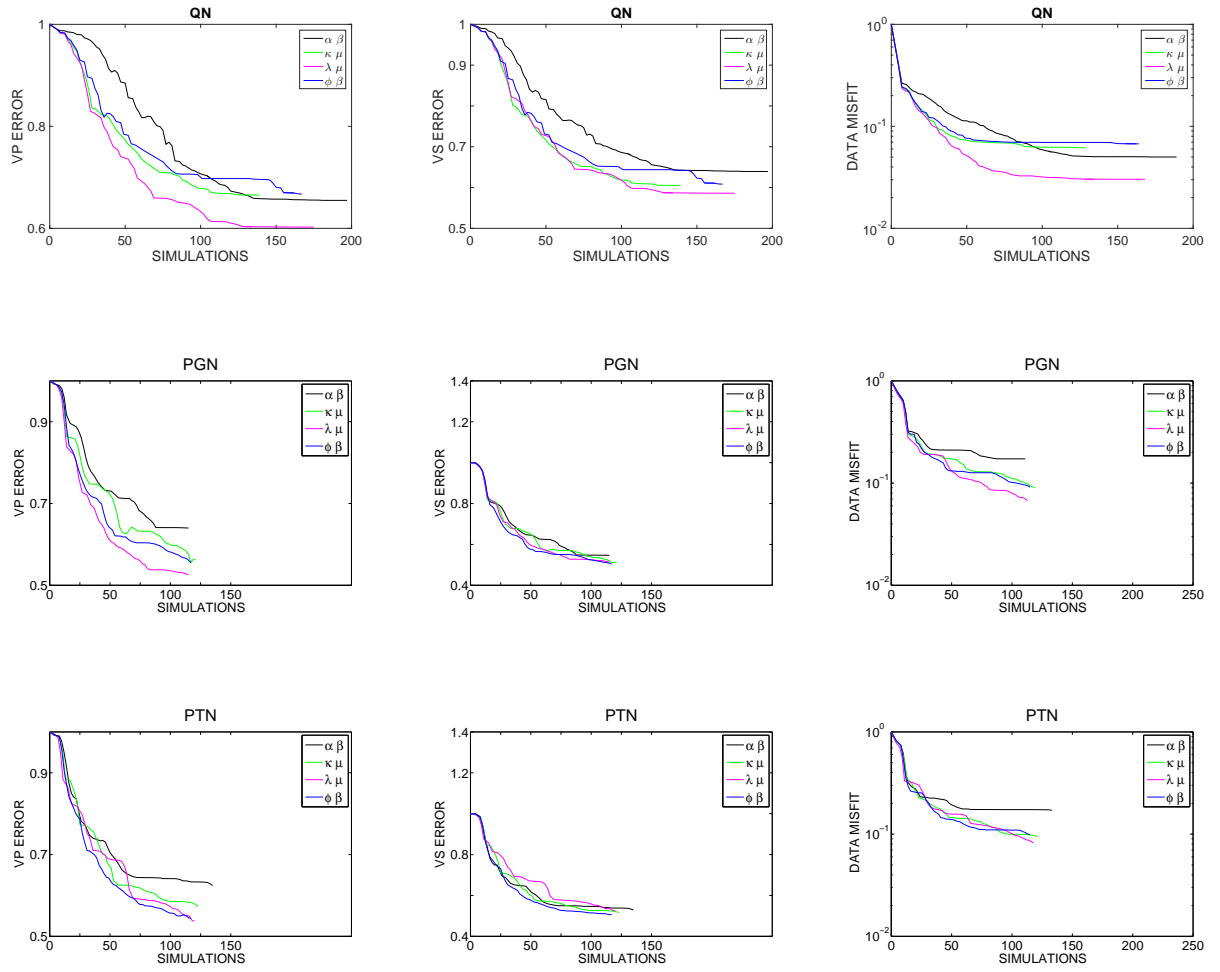 QN
VP ERROR
1
0.8
0.6
0
50
100
150
200
SIMULATIONS
α β
κ μ
λ μ
ϕ β
QN
VS ERROR
1
0.9
0.8
0.7
0.6
0.5
0
50
100
150
200
SIMULATIONS
α β
κ μ
λ μ
ϕ β
QN
DATA MISFIT
10^0
10^-1
10^-2
0
50
100
150
200
SIMULATIONS
α β
κ μ
λ μ
ϕ β
PGN
VP ERROR
0.9
0.7
0.5
0
50
100
150
SIMULATIONS
α β
κ μ
λ μ
ϕ β
PGN
VS ERROR
1.4
1.2
0.8
0.4
0
50
100
150
SIMULATIONS
α β
κ μ
λ μ
ϕ β
PGN
DATA MISFIT
10^0
10^-1
10^-2
0
50
100
150
200
250
SIMULATIONS
α β
κ μ
λ μ
ϕ β
PTN
VP ERROR
0.9
0.7
0.5
0
50
100
150
SIMULATIONS
α β
κ μ
λ μ
ϕ β
PTN
VS ERROR
1.4
1.2
0.8
0.4
0
50
100
150
SIMULATIONS
α β
κ μ
λ μ
ϕ β
PTN
DATA MISFIT
10^0
10^-1
10^-2
0
50
100
150
200
250
SIMULATIONS
α β
κ μ
λ μ
ϕ β